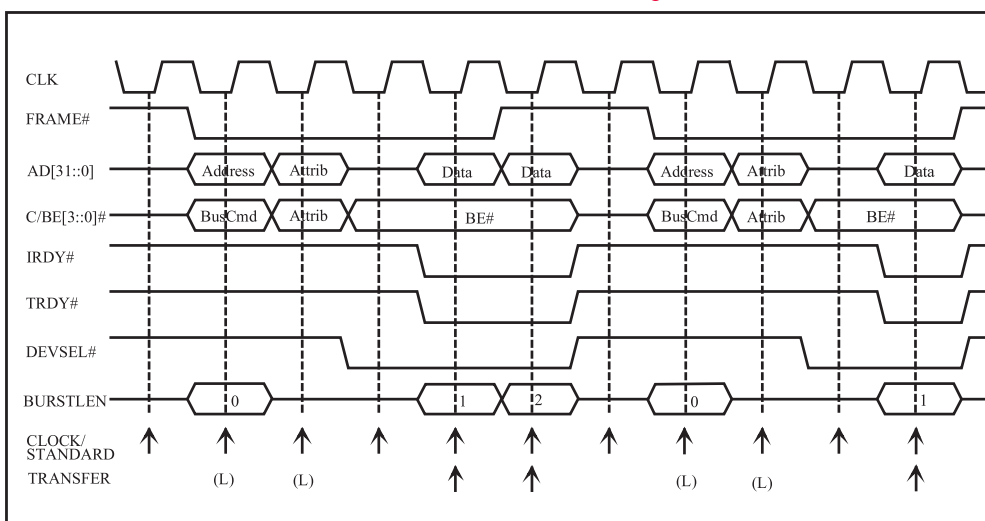 CLK
FRAME#
AD[31::0] Address Attrib Data Data Address Attrib Data
C/BE[3::0]# BusCmd Attrib BE# BusCmd Attrib BE#
IRDY#
TRDY#
DEVSEL#
BURSTLEN 0 1 2 0 1
CLOCK/
STANDARD
TRANSFER (L) (L) (L) (L)